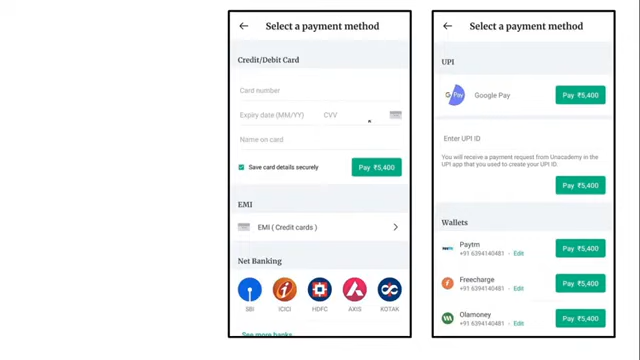 Select a payment method
Credit/Debit Card
Card number
Expiry date (MM/YY) CVV
Name on card
Save card details securely Pay ₹5,400
EMI
EMI ( Credit cards )
Net Banking
SBI ICICI HDFC AXIS KOTAK
See more banks
Select a payment method
UPI
G Pay Google Pay Pay ₹5,400
Enter UPI ID
You will receive a payment request from Unacademy in the
UPI app that you used to create your UPI ID.
Pay ₹5,400
Wallets
Paytm
+91 6394140481 • Edit Pay ₹5,400
Freecharge
+91 6394140481 • Edit Pay ₹5,400
Olamoney
+91 6394140481 • Edit Pay ₹5,400